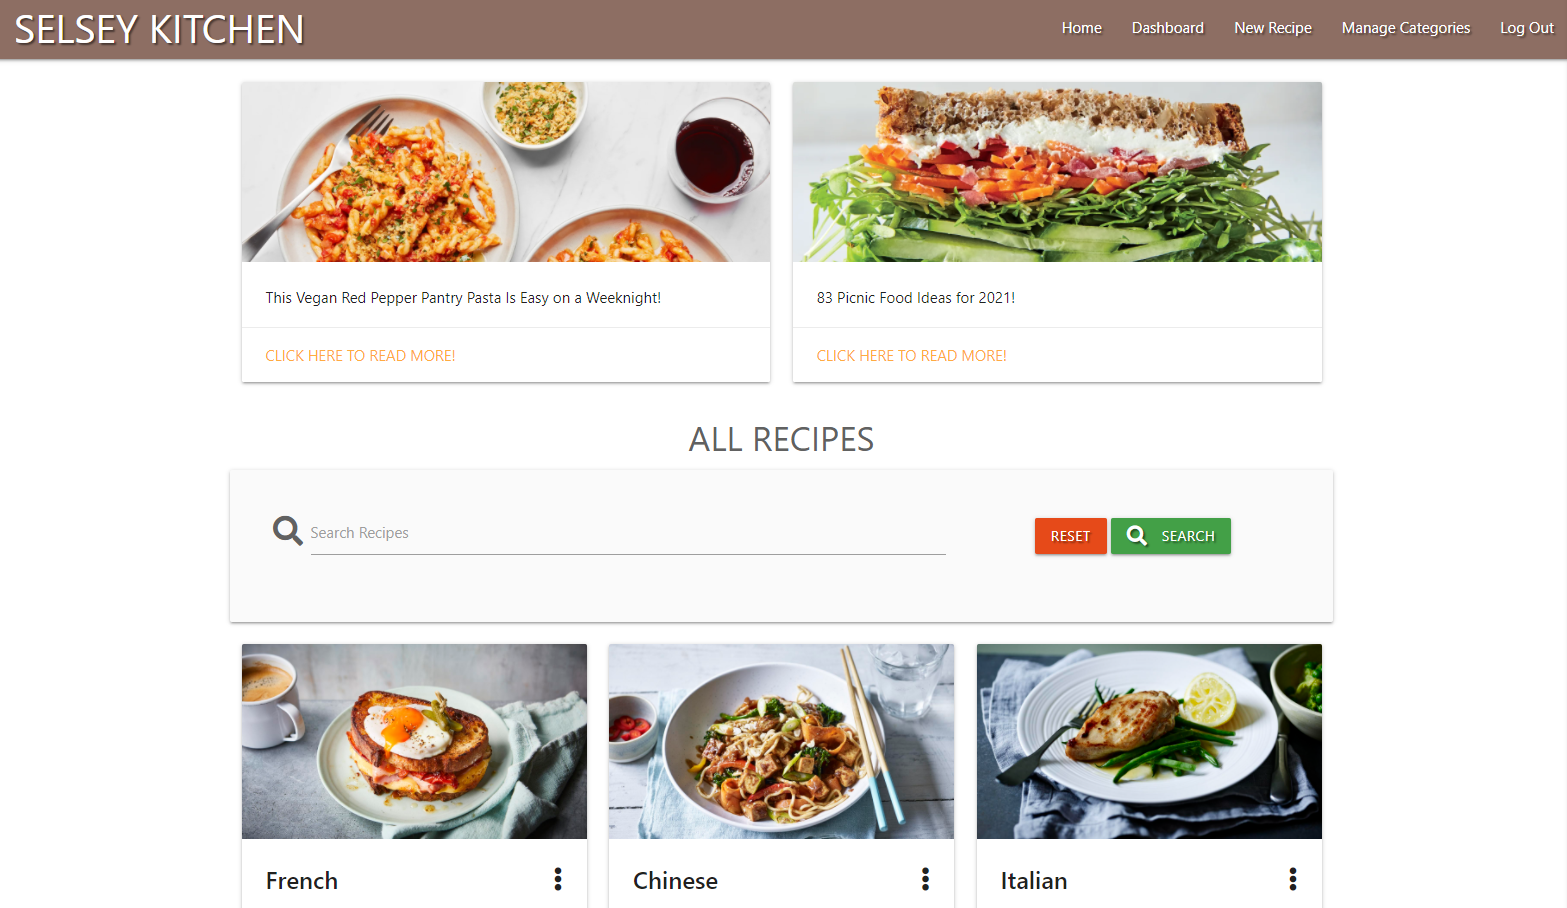 SELSEY KITCHEN
Home Dashboard New Recipe Manage Categories Log Out
This Vegan Red Pepper Pantry Pasta Is Easy on a Weeknight!
83 Picnic Food Ideas for 2021!
CLICK HERE TO READ MORE!
CLICK HERE TO READ MORE!
ALL RECIPES
Search Recipes
RESET
SEARCH
French
Chinese
Italian